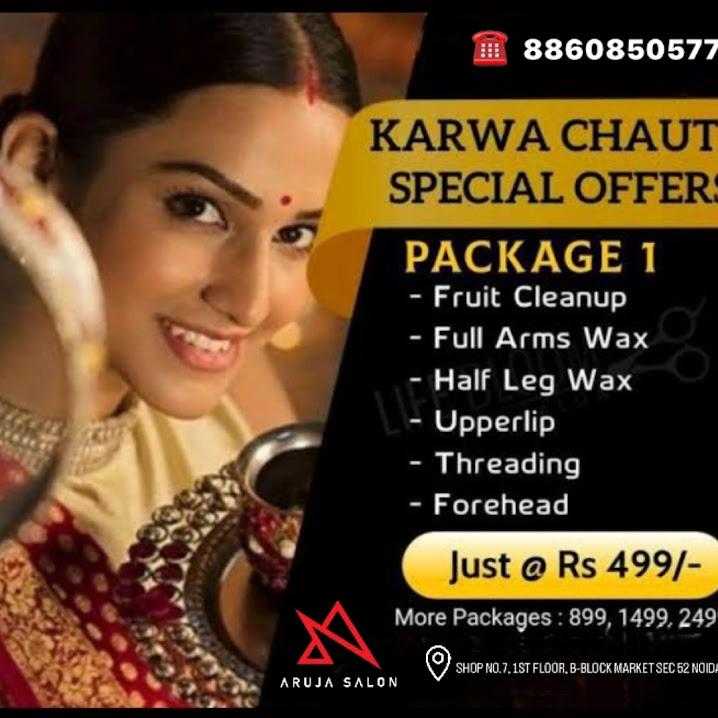 8860850577
KARWA CHAUT
SPECIAL OFFERS
PACKAGE 1
- Fruit Cleanup
- Full Arms Wax
- Half Leg Wax
- Upperlip
- Threading
- Forehead
Just @ Rs 499/-
More Packages : 899, 1499, 249
ARUJA SALON
SHOP NO.7, 1ST FLOOR, B-BLOCK MARKET SEC 52 NOIDA